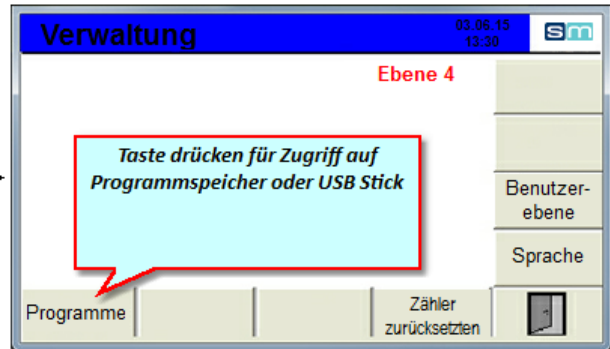 Verwaltung
03.06.15
13:30
sm
Ebene 4
Taste drücken für Zugriff auf
Programmspeicher oder USB Stick
Benutzer-
ebene
Sprache
Programme
Zähler
zurücksetzten